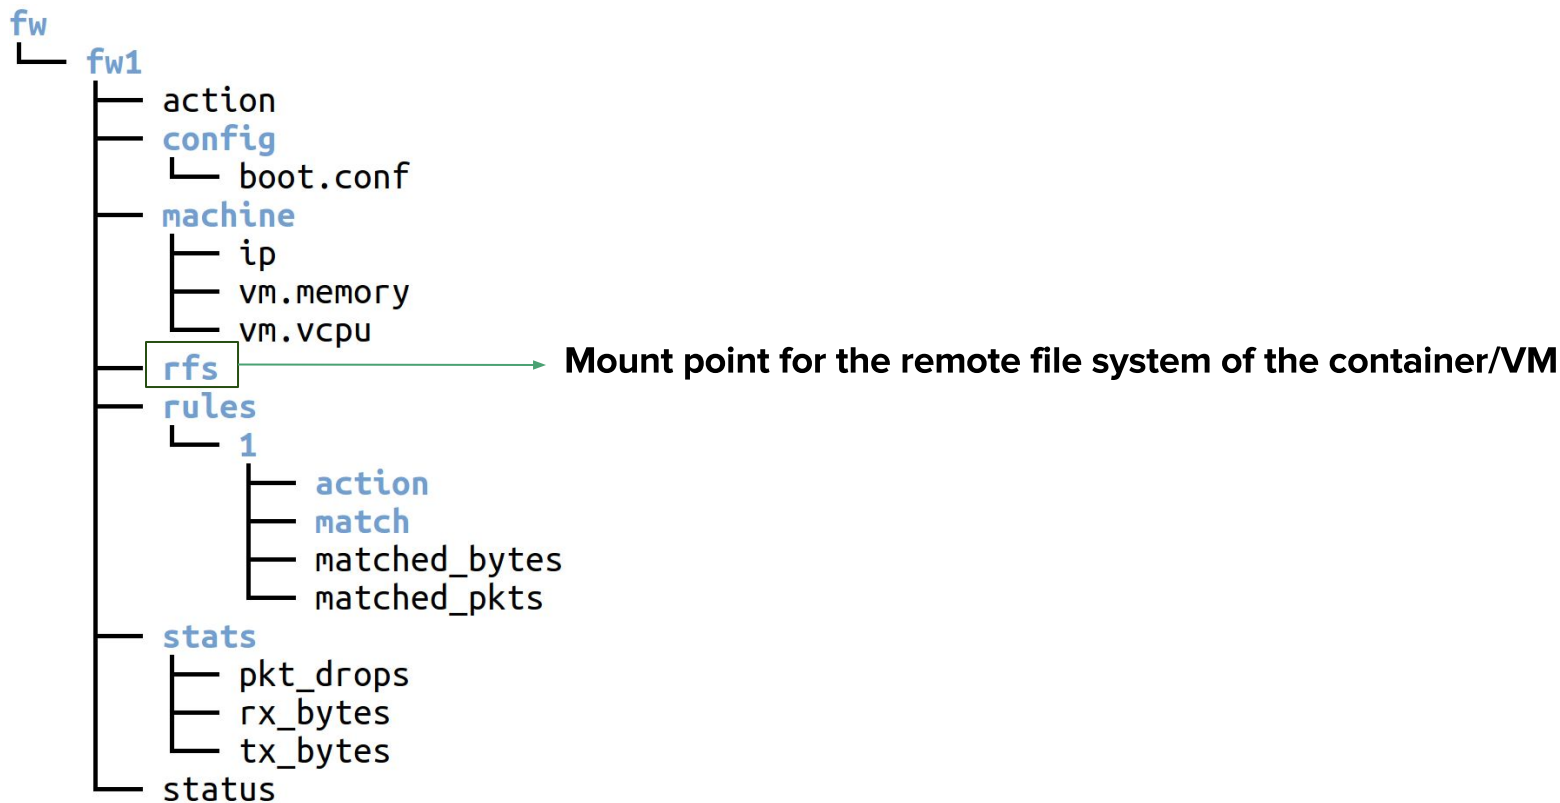 fw
fw1
action
config
boot.conf
machine
ip
vm.memory
vm.vcpu
rfs
Mount point for the remote file system of the container/VM
rules
1
action
match
matched_bytes
matched_pkts
stats
pkt_drops
rx_bytes
tx_bytes
status